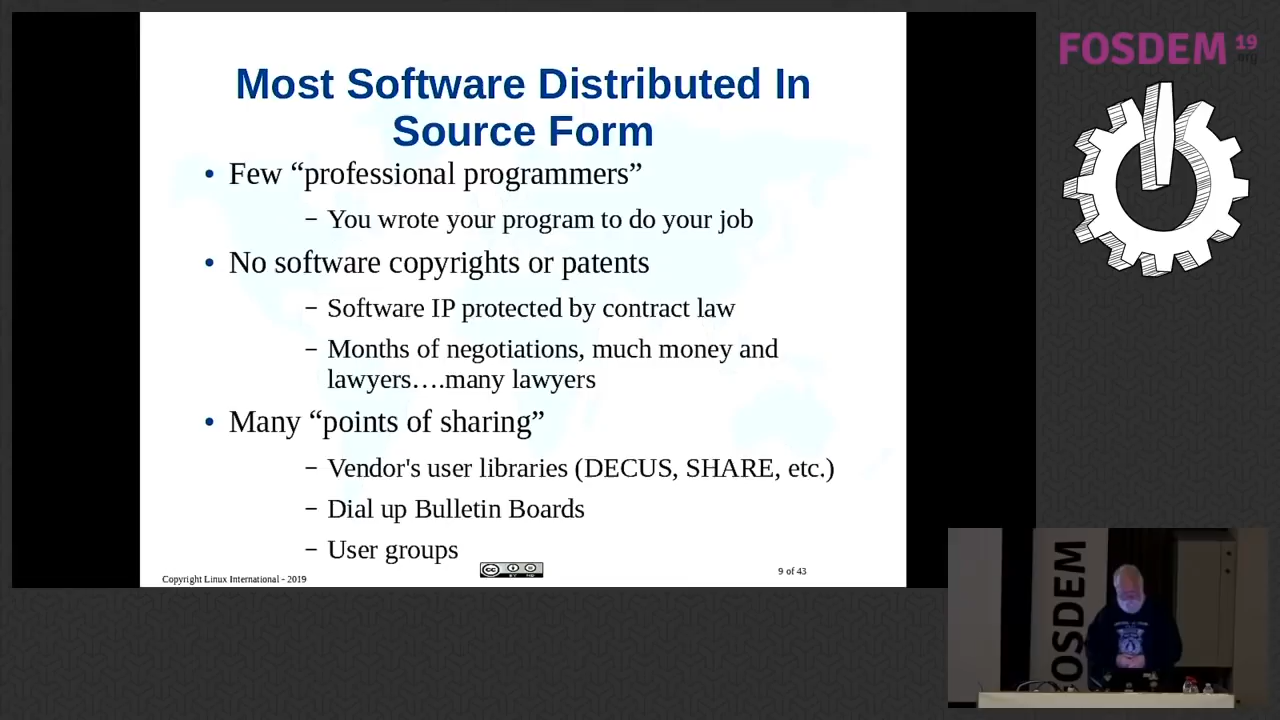 Most Software Distributed In
Source Form
• Few “professional programmers”
– You wrote your program to do your job
• No software copyrights or patents
– Software IP protected by contract law
– Months of negotiations, much money and
lawyers….many lawyers
• Many “points of sharing”
– Vendor's user libraries (DECUS, SHARE, etc.)
– Dial up Bulletin Boards
– User groups
Copyright Linux International - 2019
cc
9 of 43
FOSDEM 19
FOSDEM